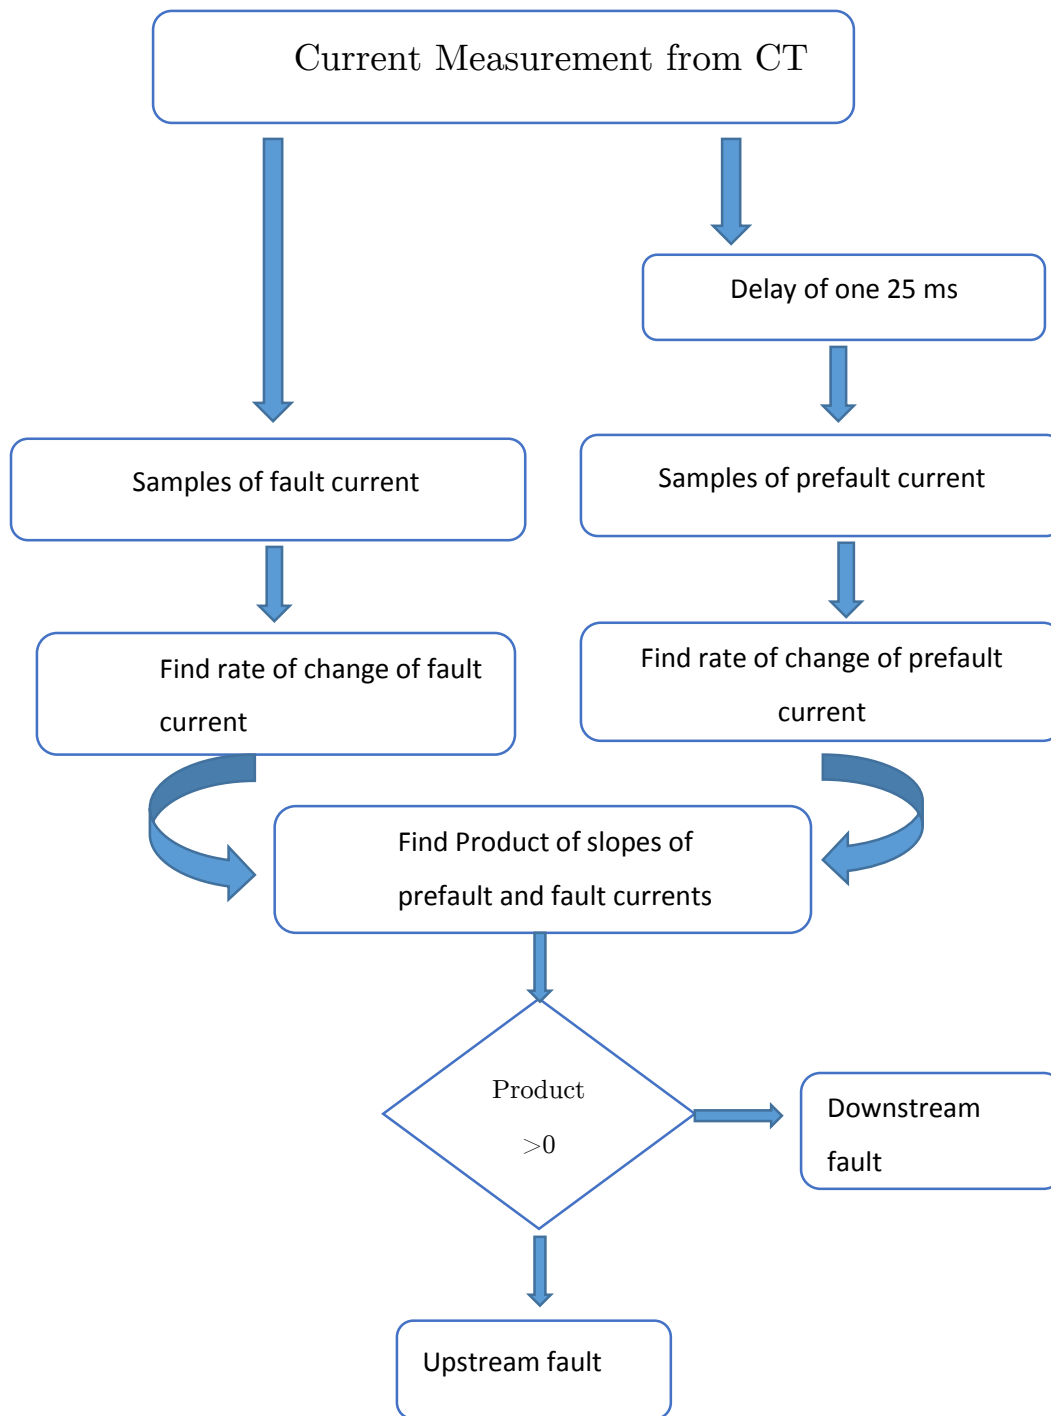 Current Measurement from CT
Delay of one 25 ms
Samples of fault current
Samples of prefault current
Find rate of change of fault
current
Find rate of change of prefault
current
Find Product of slopes of
prefault and fault currents
Product
>0
Downstream
fault
Upstream fault